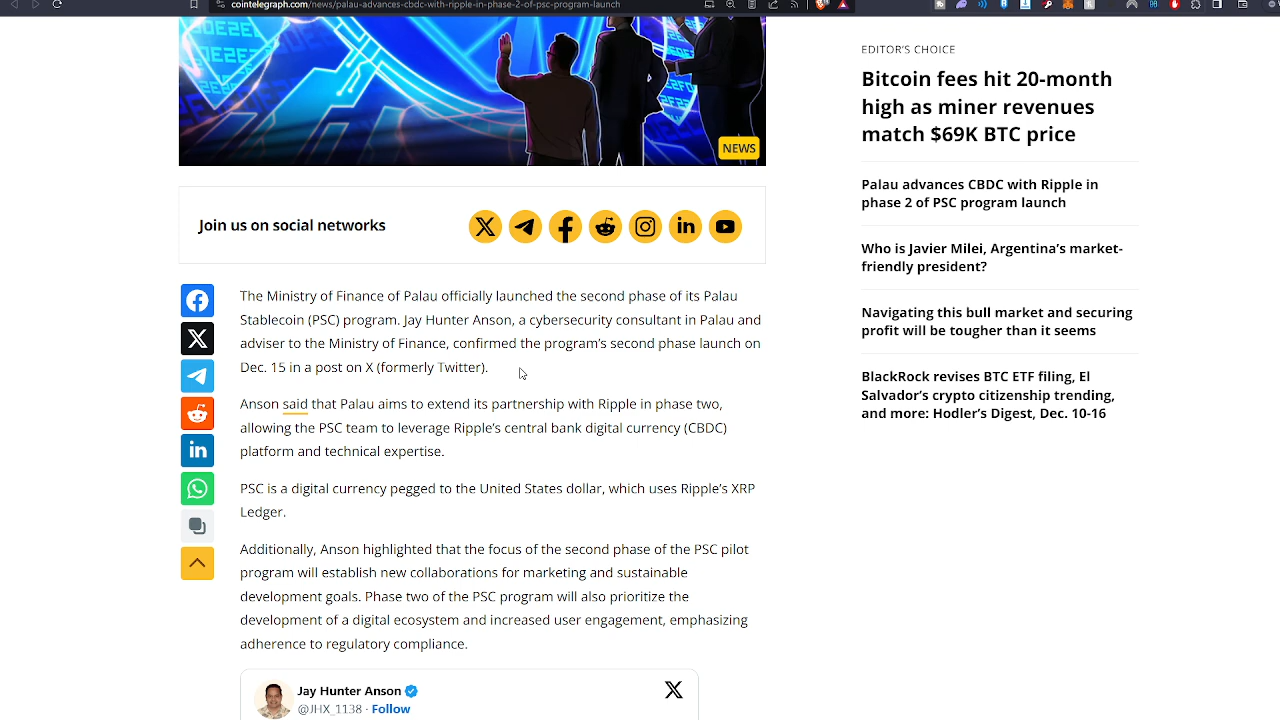 cointelegraph.com/news/palau-advances-cbdc-with-ripple-in-phase-2-of-psc-program-launch
NEWS
Join us on social networks
The Ministry of Finance of Palau officially launched the second phase of its Palau
Stablecoin (PSC) program. Jay Hunter Anson, a cybersecurity consultant in Palau and
adviser to the Ministry of Finance, confirmed the program's second phase launch on
Dec. 15 in a post on X (formerly Twitter).
Anson said that Palau aims to extend its partnership with Ripple in phase two,
allowing the PSC team to leverage Ripple's central bank digital currency (CBDC)
platform and technical expertise.
PSC is a digital currency pegged to the United States dollar, which uses Ripple's XRP
Ledger.
Additionally, Anson highlighted that the focus of the second phase of the PSC pilot
program will establish new collaborations for marketing and sustainable
development goals. Phase two of the PSC program will also prioritize the
development of a digital ecosystem and increased user engagement, emphasizing
adherence to regulatory compliance.
Jay Hunter Anson
@JHX_1138 · Follow
EDITOR'S CHOICE
Bitcoin fees hit 20-month
high as miner revenues
match $69K BTC price
Palau advances CBDC with Ripple in
phase 2 of PSC program launch
Who is Javier Milei, Argentina's market-
friendly president?
Navigating this bull market and securing
profit will be tougher than it seems
BlackRock revises BTC ETF filing, El
Salvador's crypto citizenship trending,
and more: Hodler's Digest, Dec. 10-16